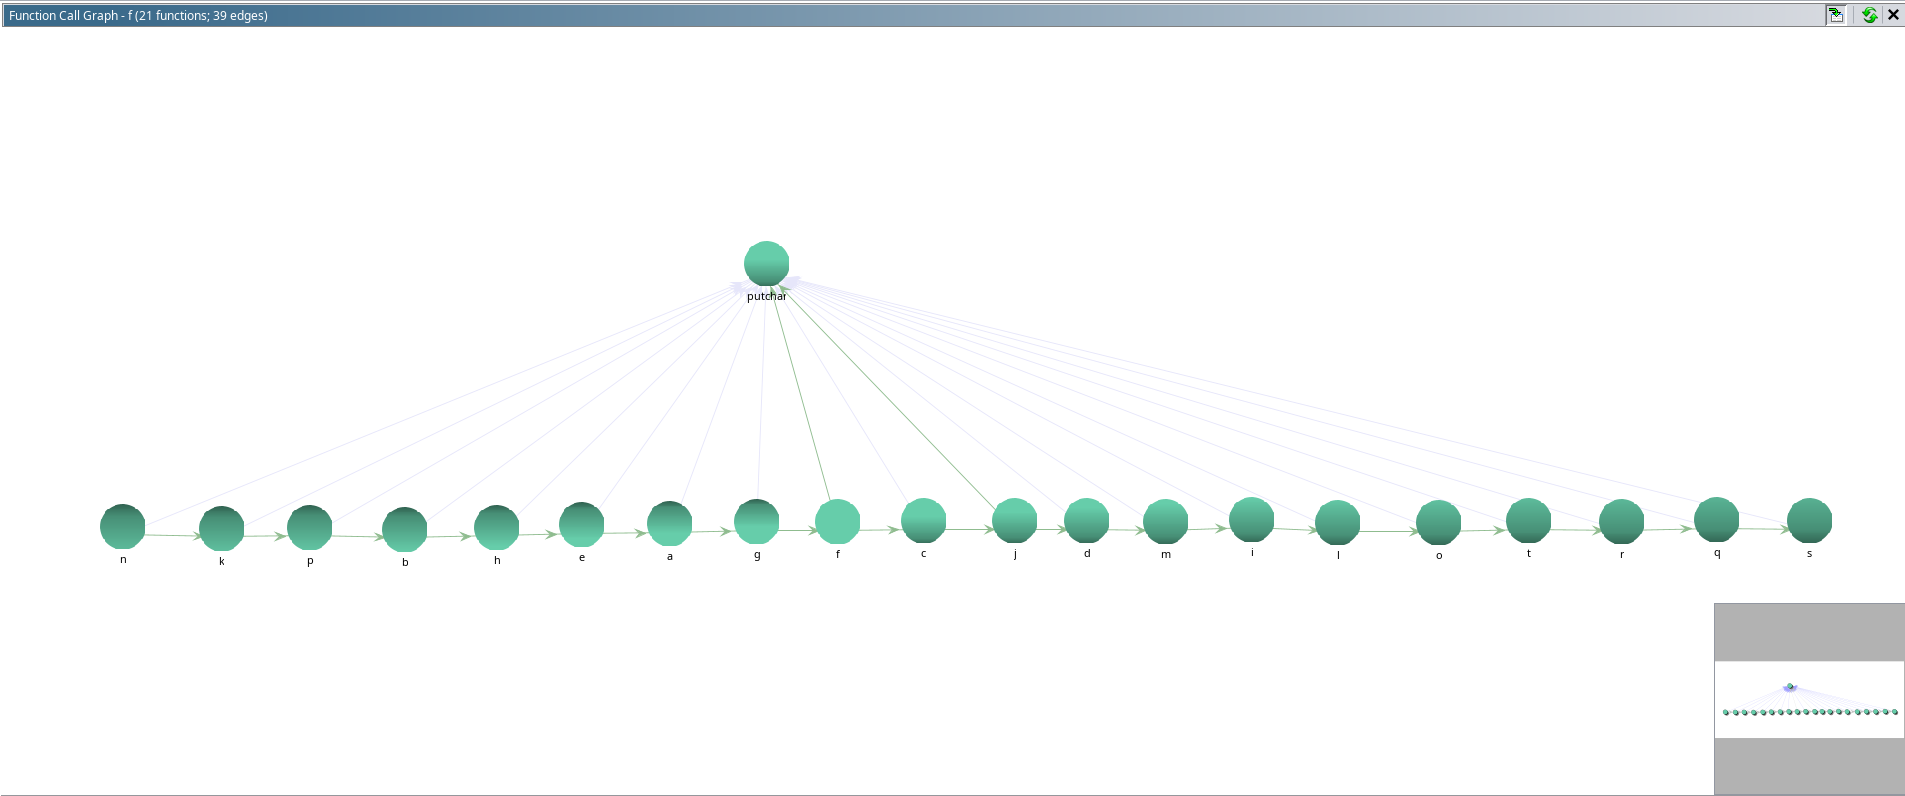 Function Call Graph - f (21 functions; 39 edges)
putchar
n k p b h e a g f c j d m i l o t r q s